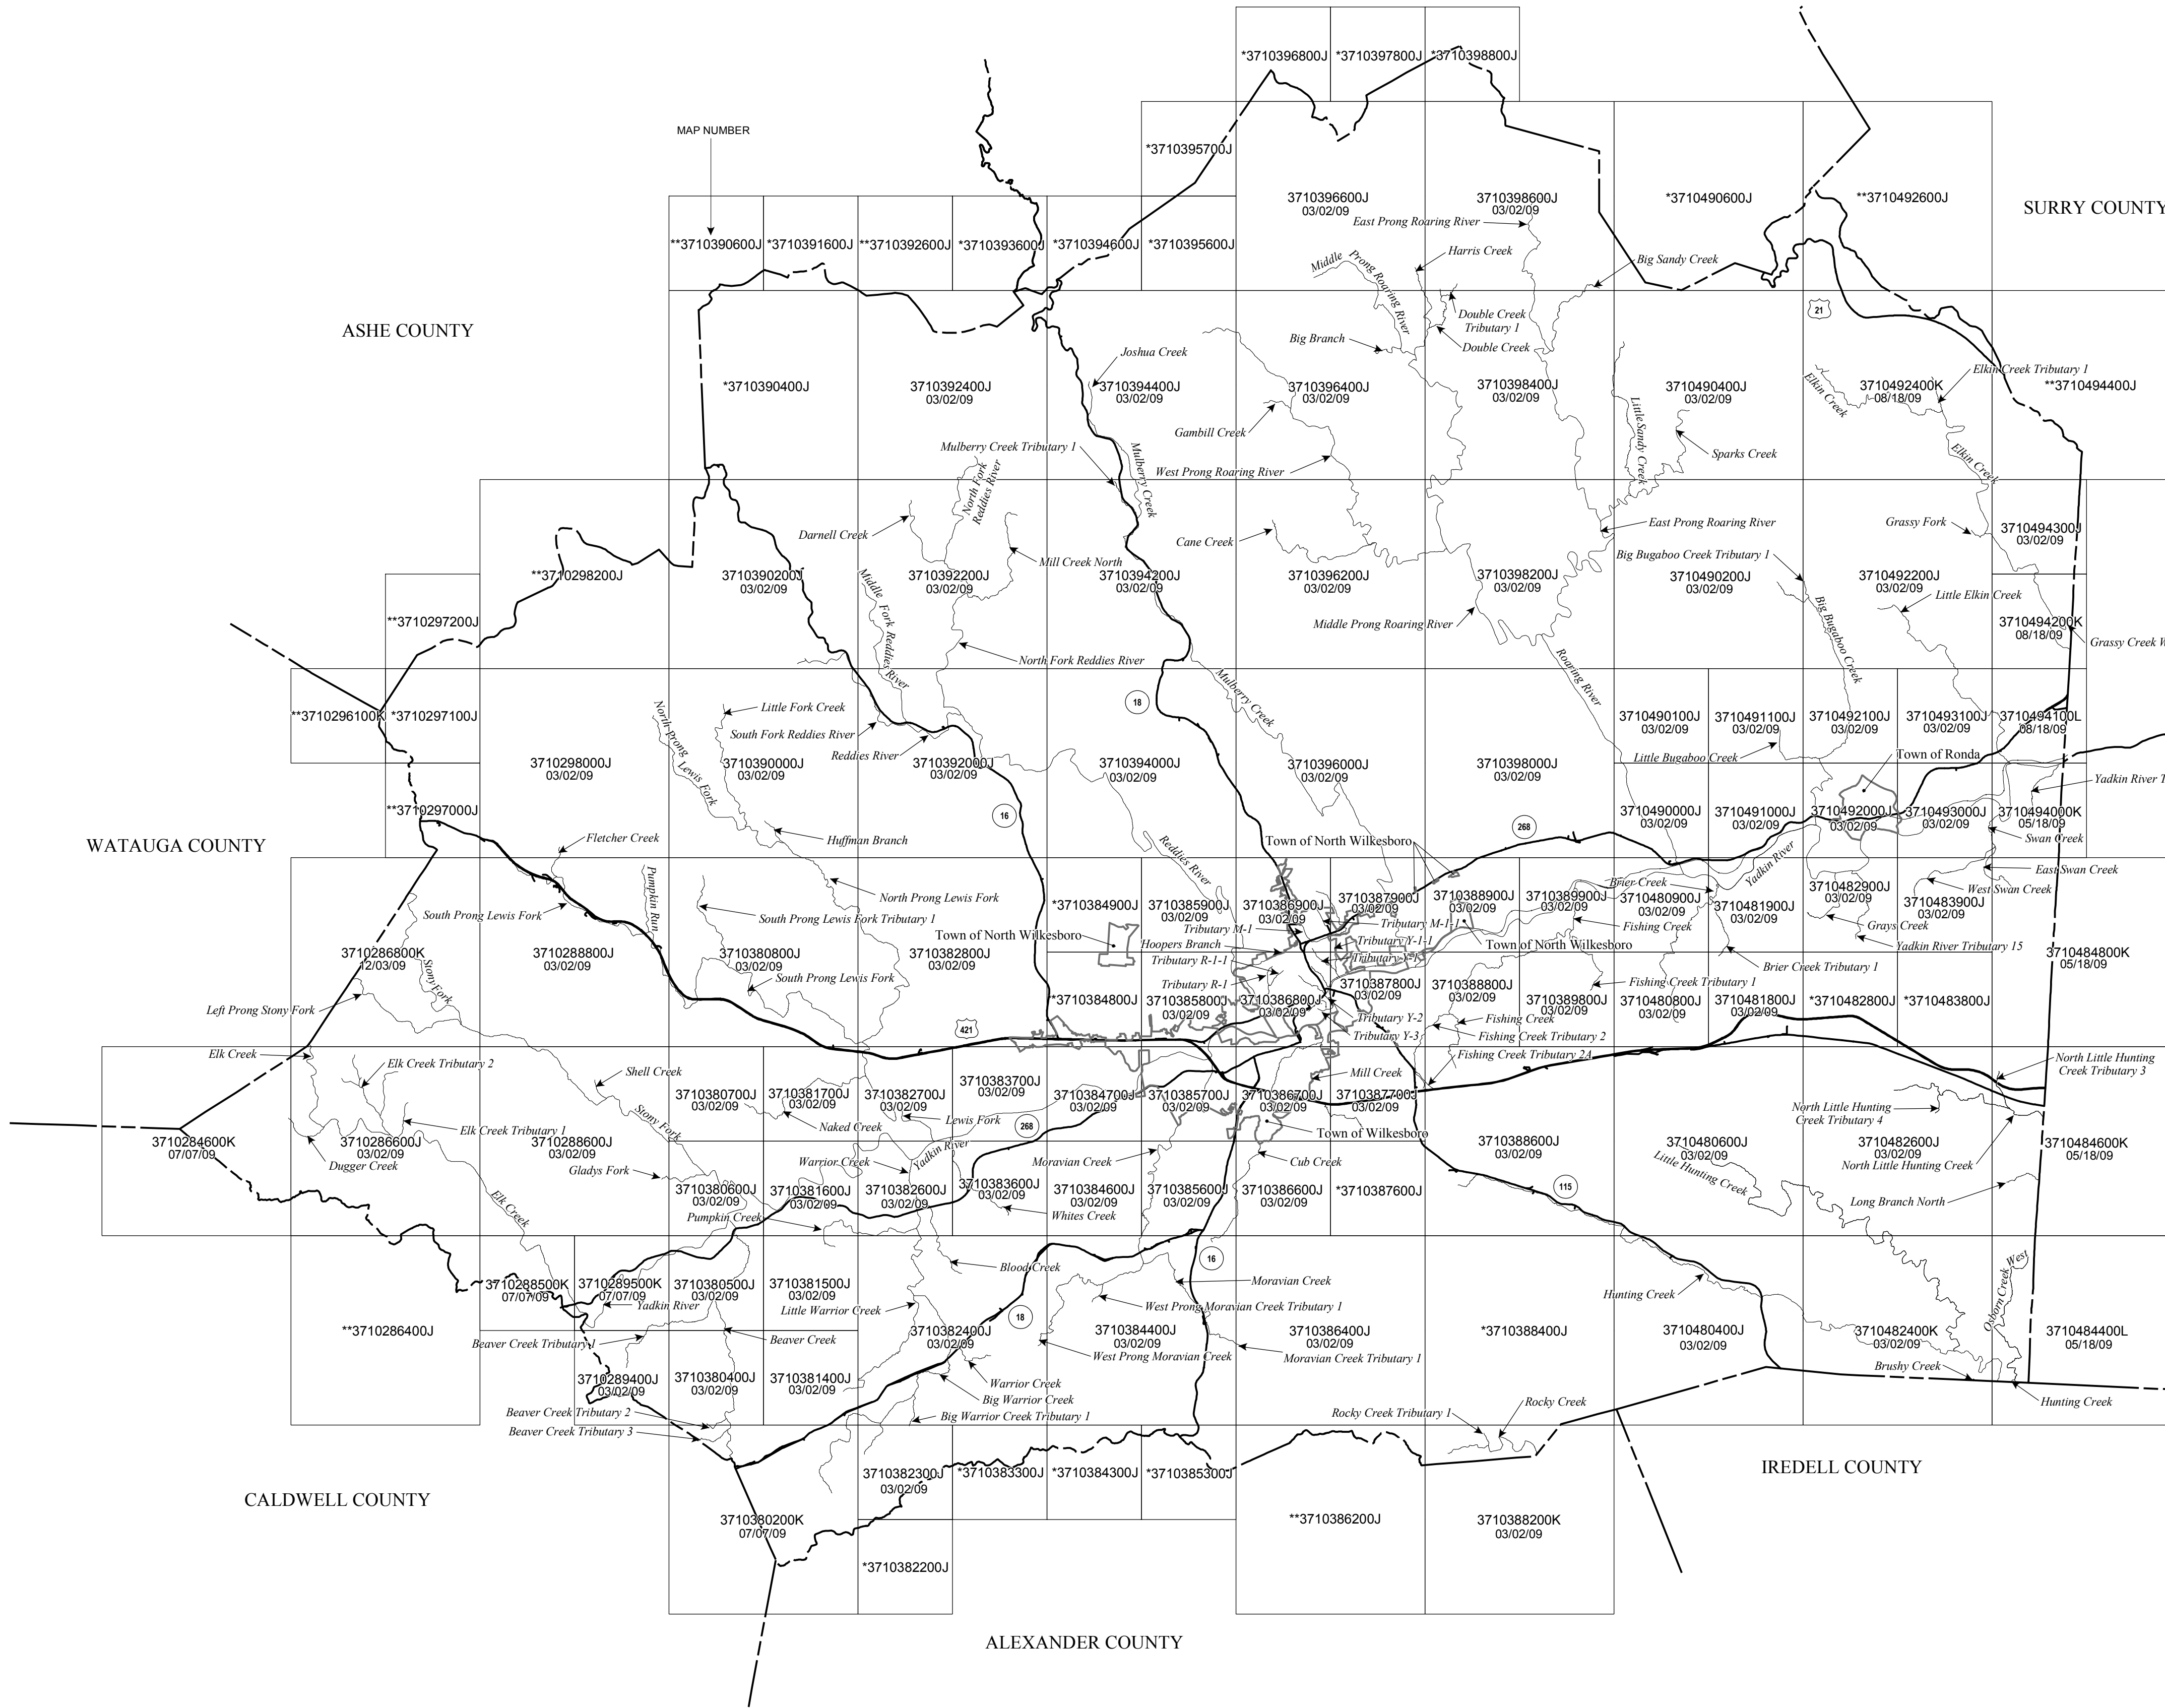 *3710396800J
*3710397800J
*3710398800J
MAP NUMBER
*3710395700J
3710396600J
03/02/09
3710398600J
03/02/09
*3710490600J
**3710492600J
SURRY COUNTY
East Prong Roaring River
**3710390600J
*3710391600J
**3710392600J
*3710393600J
*3710394600J
*3710395600J
Harris Creek
Middle Prong Roaring River
Big Sandy Creek
ASHE COUNTY
21
Double Creek
Tributary 1
Big Branch
Double Creek
Joshua Creek
*3710390400J
3710392400J
03/02/09
3710394400J
03/02/09
3710396400J
03/02/09
3710398400J
03/02/09
3710490400J
03/02/09
Elkin Creek
3710492400K
08/18/09
Elkin Creek Tributary 1
**3710494400J
Little Sandy Creek
Gambill Creek
Mulberry Creek Tributary 1
Mulberry Creek
Sparks Creek
Elkin Creek
North Fork
Reddies River
West Prong Roaring River
Darnell Creek
Cane Creek
East Prong Roaring River
Grassy Fork
3710494300J
03/02/09
Mill Creek North
Big Bugaboo Creek Tributary 1
**3710298200J
3710390200J
03/02/09
Middle Fork Reddies River
3710392200J
03/02/09
3710394200J
03/02/09
3710396200J
03/02/09
3710398200J
03/02/09
3710490200J
03/02/09
3710492200J
03/02/09
Little Elkin Creek
Big Bugaboo Creek
**3710297200J
Middle Prong Roaring River
3710494200K
08/18/09
Grassy Creek W
North Fork Reddies River
Roaring River
Mulberry Creek
18
**3710296100K
*3710297100J
North Prong Lewis Fork
Little Fork Creek
South Fork Reddies River
Reddies River
3710490100J
03/02/09
3710491100J
03/02/09
3710492100J
03/02/09
3710493100J
03/02/09
3710494100L
08/18/09
Little Bugaboo Creek
Town of Ronda
3710298000J
03/02/09
3710390000J
03/02/09
3710392000J
03/02/09
3710394000J
03/02/09
3710396000J
03/02/09
3710398000J
03/02/09
Yadkin River T
**3710297000J
16
3710490000J
03/02/09
3710491000J
03/02/09
3710492000J
03/02/09
3710493000J
03/02/09
3710494000K
05/18/09
268
Fletcher Creek
Huffman Branch
WATAUGA COUNTY
Town of North Wilkesboro
Swan Creek
Reddies River
Yadkin River
Pumpkin Run
East Swan Creek
Brier Creek
West Swan Creek
North Prong Lewis Fork
*3710384900J
3710385900J
03/02/09
3710386900J
03/02/09
3710387900J
03/02/09
3710388900J
03/02/09
3710389900J
03/02/09
3710480900J
03/02/09
3710481900J
03/02/09
3710482900J
03/02/09
3710483900J
03/02/09
South Prong Lewis Fork
South Prong Lewis Fork Tributary 1
Tributary M-1
Tributary M-1-1
Fishing Creek
Grays Creek
Town of North Wilkesboro
Hoopers Branch
Tributary Y-1-1
Town of North Wilkesboro
Yadkin River Tributary 15
3710286800K
12/03/09
3710288800J
03/02/09
3710380800J
03/02/09
3710382800J
03/02/09
Tributary R-1-1
Tributary Y-1
Brier Creek Tributary 1
3710484800K
05/18/09
Stony Fork
South Prong Lewis Fork
Tributary R-1
Fishing Creek Tributary 1
*3710384800J
3710385800J
03/02/09
3710386800J
03/02/09
3710387800J
03/02/09
3710388800J
03/02/09
3710389800J
03/02/09
3710480800J
03/02/09
3710481800J
03/02/09
*3710482800J
*3710483800J
Left Prong Stony Fork
Tributary Y-2
Fishing Creek
421
Tributary Y-3
Fishing Creek Tributary 2
Elk Creek
Fishing Creek Tributary 2A
Elk Creek Tributary 2
Shell Creek
Mill Creek
North Little Hunting
Creek Tributary 3
3710380700J
03/02/09
3710381700J
03/02/09
3710382700J
03/02/09
3710383700J
03/02/09
3710384700J
03/02/09
3710385700J
03/02/09
3710386700J
03/02/09
3710387700J
03/02/09
Stony Fork
North Little Hunting
Creek Tributary 4
Elk Creek Tributary 1
Naked Creek
Lewis Fork
268
Town of Wilkesboro
3710284600K
07/07/09
3710286600J
03/02/09
3710288600J
03/02/09
3710388600J
03/02/09
3710480600J
03/02/09
3710482600J
03/02/09
3710484600K
05/18/09
Dugger Creek
Gladys Fork
Warrior Creek
Yadkin River
Moravian Creek
Cub Creek
Little Hunting Creek
North Little Hunting Creek
3710380600J
03/02/09
3710381600J
03/02/09
3710382600J
03/02/09
3710383600J
03/02/09
3710384600J
03/02/09
3710385600J
03/02/09
3710386600J
03/02/09
*3710387600J
115
Long Branch North
Elk Creek
Pumpkin Creek
Whites Creek
16
Blood Creek
Moravian Creek
3710288500K
07/07/09
3710289500K
07/07/09
3710380500J
03/02/09
3710381500J
03/02/09
Osborn Creek West
Hunting Creek
Yadkin River
Little Warrior Creek
West Prong Moravian Creek Tributary 1
18
**3710286400J
Beaver Creek Tributary 1
Beaver Creek
3710382400J
03/02/09
3710384400J
03/02/09
3710386400J
03/02/09
*3710388400J
3710480400J
03/02/09
3710482400K
03/02/09
3710484400L
05/18/09
West Prong Moravian Creek
Moravian Creek Tributary 1
Brushy Creek
3710289400J
03/02/09
3710380400J
03/02/09
3710381400J
03/02/09
Warrior Creek
Big Warrior Creek
Hunting Creek
Rocky Creek
Beaver Creek Tributary 2
Big Warrior Creek Tributary 1
Rocky Creek Tributary 1
Beaver Creek Tributary 3
IREDELL COUNTY
3710382300J
03/02/09
*3710383300J
*3710384300J
*3710385300J
CALDWELL COUNTY
3710380200K
07/07/09
**3710386200J
3710388200K
03/02/09
*3710382200J
ALEXANDER COUNTY